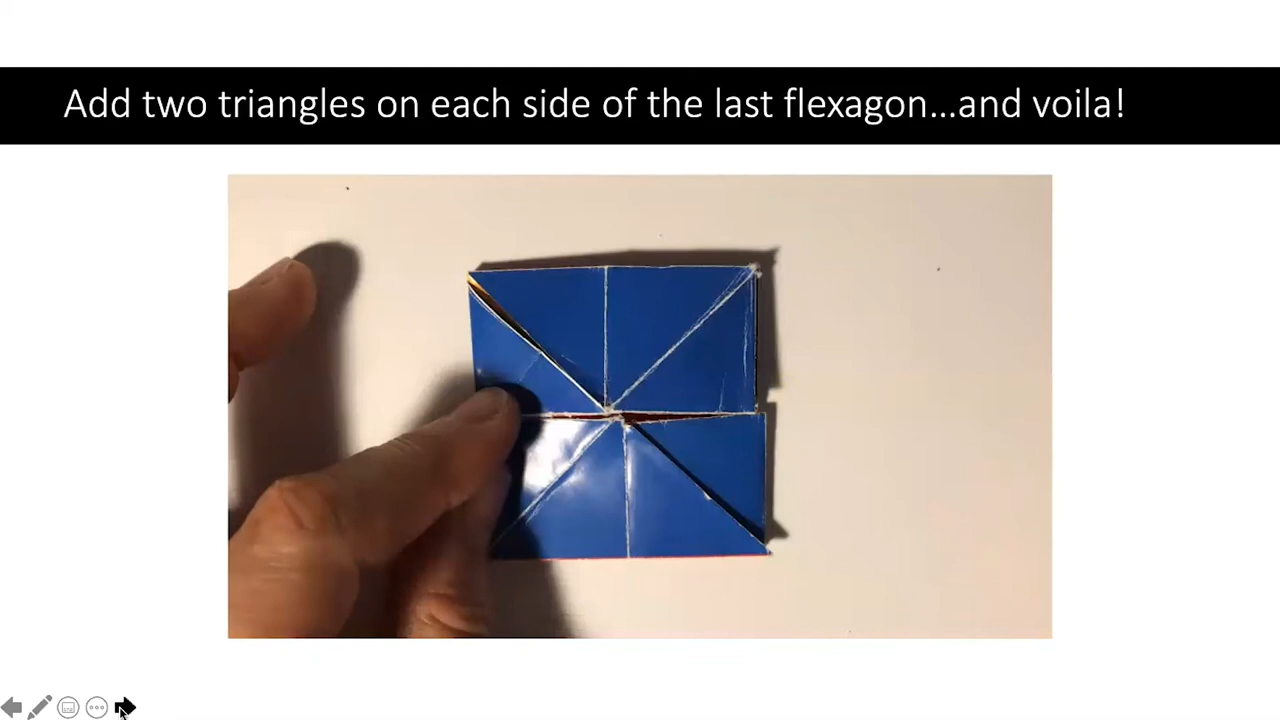 Add two triangles on each side of the last flexagon...and voila!